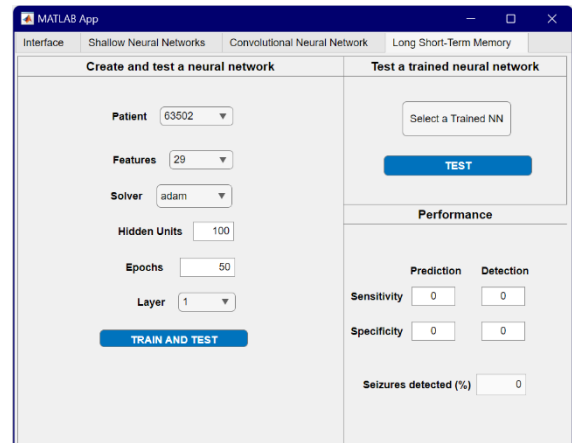 MATLAB App
Interface
Shallow Neural Networks
Convolutional Neural Network
Long Short-Term Memory
Create and test a neural network
Patient 63502
Features 29
Solver adam
Hidden Units 100
Epochs 50
Layer 1
TRAIN AND TEST
Test a trained neural network
Select a Trained NN
TEST
Performance
Prediction Detection
Sensitivity 0 0
Specificity 0 0
Seizures detected (%) 0